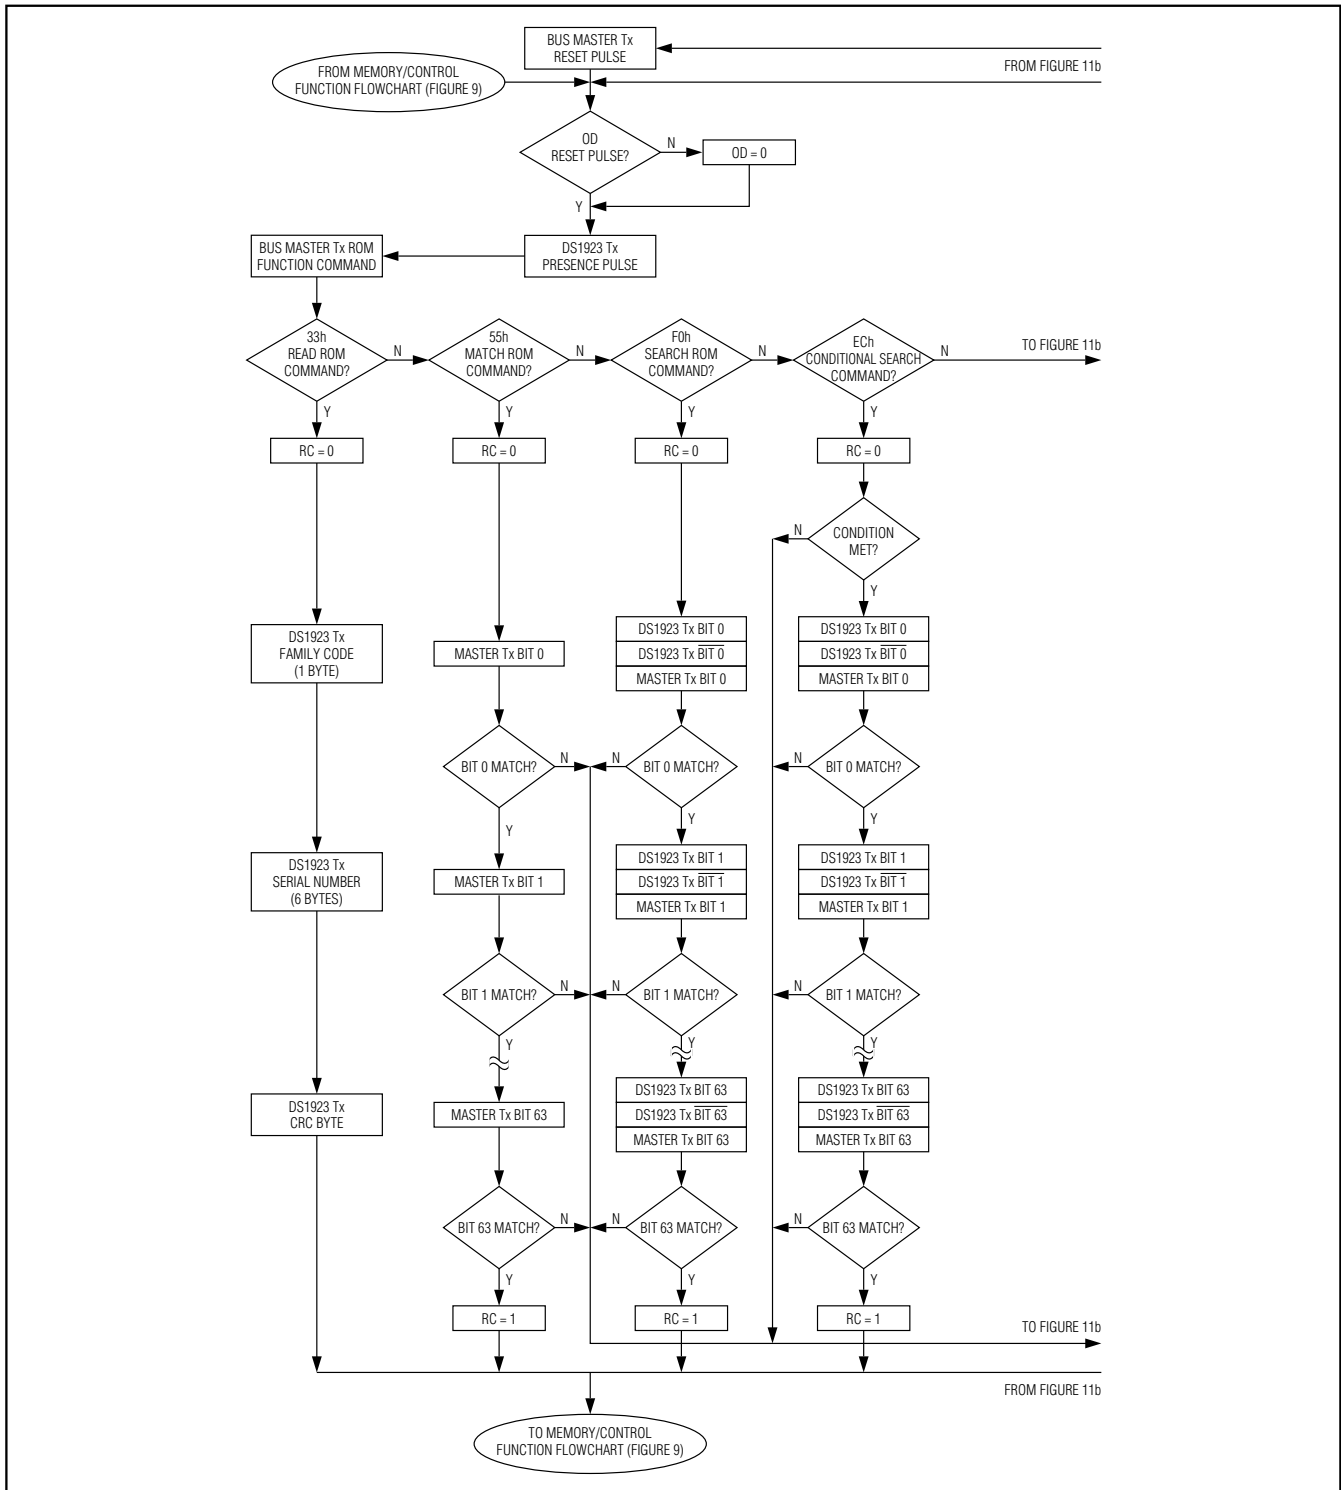 BUS MASTER Tx
RESET PULSE
FROM FIGURE 11b
FROM MEMORY/CONTROL
FUNCTION FLOWCHART (FIGURE 9)
OD
RESET PULSE?
N
OD = 0
Y
BUS MASTER Tx ROM
FUNCTION COMMAND
DS1923 Tx
PRESENCE PULSE
33h
READ ROM
COMMAND?
N
55h
MATCH ROM
COMMAND?
N
F0h
SEARCH ROM
COMMAND?
N
ECh
CONDITIONAL SEARCH
COMMAND?
N
TO FIGURE 11b
Y
Y
Y
Y
RC = 0
RC = 0
RC = 0
RC = 0
N
CONDITION
MET?
Y
DS1923 Tx
FAMILY CODE
(1 BYTE)
MASTER Tx BIT 0
DS1923 Tx BIT 0
DS1923 Tx B̅I̅T̅ ̅0̅
MASTER Tx BIT 0
DS1923 Tx BIT 0
DS1923 Tx B̅I̅T̅ ̅0̅
MASTER Tx BIT 0
BIT 0 MATCH?
N
N
BIT 0 MATCH?
N
BIT 0 MATCH?
Y
Y
Y
DS1923 Tx
SERIAL NUMBER
(6 BYTES)
MASTER Tx BIT 1
DS1923 Tx BIT 1
DS1923 Tx B̅I̅T̅ ̅1̅
MASTER Tx BIT 1
DS1923 Tx BIT 1
DS1923 Tx B̅I̅T̅ ̅1̅
MASTER Tx BIT 1
BIT 1 MATCH?
N
N
BIT 1 MATCH?
N
BIT 1 MATCH?
Y
Y
Y
DS1923 Tx
CRC BYTE
MASTER Tx BIT 63
DS1923 Tx BIT 63
DS1923 Tx B̅I̅T̅ ̅6̅3̅
MASTER Tx BIT 63
DS1923 Tx BIT 63
DS1923 Tx B̅I̅T̅ ̅6̅3̅
MASTER Tx BIT 63
BIT 63 MATCH?
N
N
BIT 63 MATCH?
N
BIT 63 MATCH?
Y
Y
Y
RC = 1
RC = 1
RC = 1
TO FIGURE 11b
FROM FIGURE 11b
TO MEMORY/CONTROL
FUNCTION FLOWCHART (FIGURE 9)